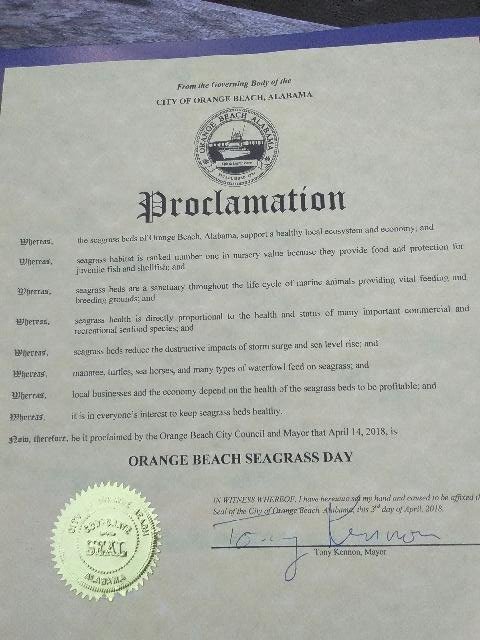 From the Governing Body of the
CITY OF ORANGE BEACH, ALABAMA
ORANGE BEACH ALABAMA
Proclamation
Whereas, the seagrass beds of Orange Beach, Alabama, support a healthy local ecosystem and economy; and
Whereas, seagrass habitat is ranked number one in nursery value because they provide food and protection for
juvenile fish and shellfish; and
Whereas, seagrass beds are a sanctuary throughout the life cycle of marine animals providing vital feeding and
breeding grounds; and
Whereas, seagrass health is directly proportional to the health and status of many important commercial and
recreational seafood species; and
Whereas, seagrass beds reduce the destructive impacts of storm surge and sea level rise; and
Whereas, manatee, turtles, sea horses, and many types of waterfowl feed on seagrass; and
Whereas, local businesses and the economy depend on the health of the seagrass beds to be profitable; and
Whereas, it is in everyone's interest to keep seagrass beds healthy.
Now, therefore, be it proclaimed by the Orange Beach City Council and Mayor that April 14, 2018, is
ORANGE BEACH SEAGRASS DAY
IN WITNESS WHEREOF, I have hereunto set my hand and caused to be affixed the
Seal of the City of Orange Beach, Alabama, this 3rd day of April, 2018.
Tony Kennon
Tony Kennon, Mayor
SEAL
ALABAMA